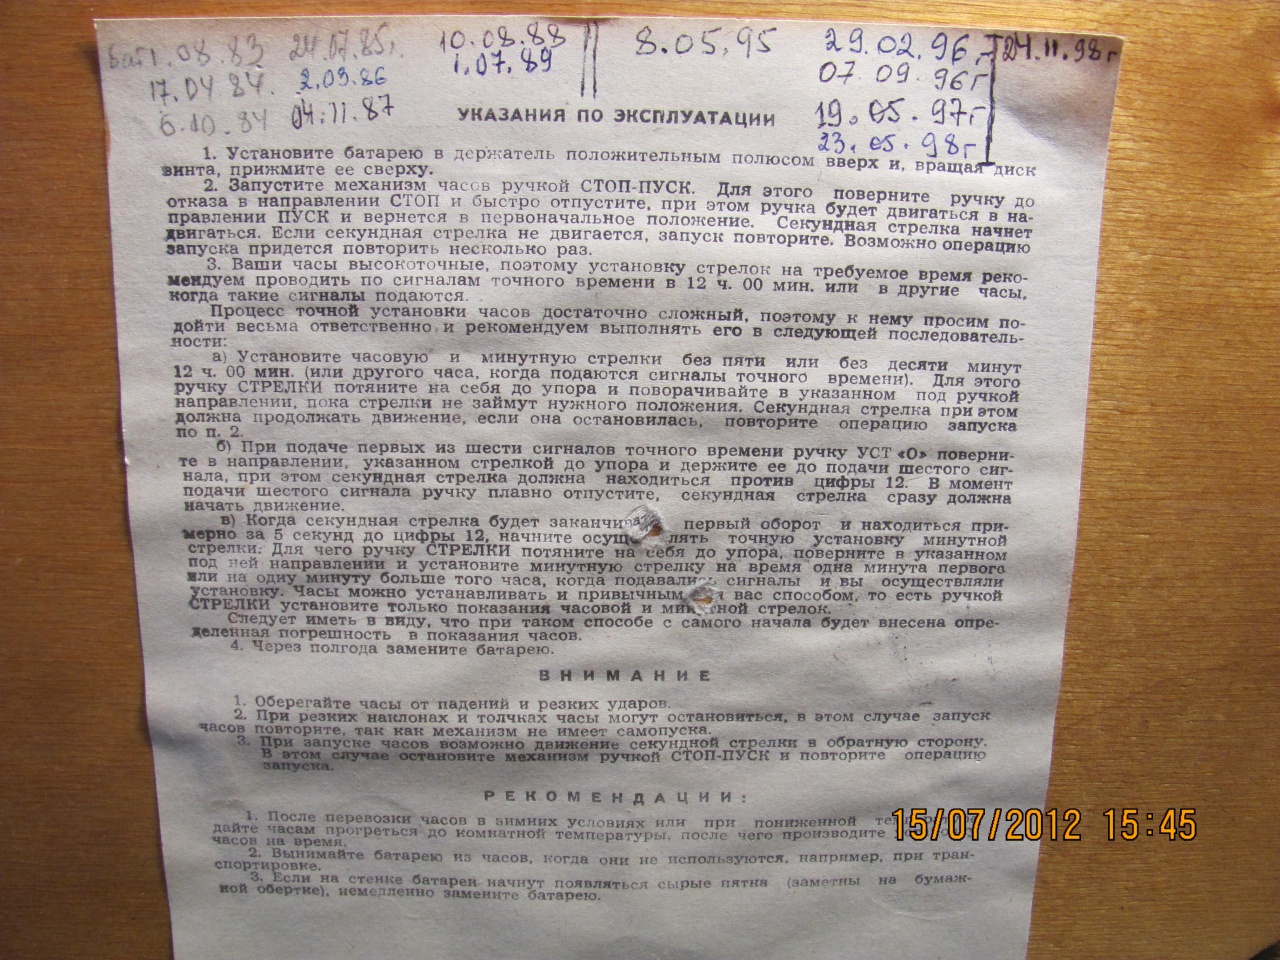 Бат 1.08.83 24.07.85г. 10.08.88 8.05.95 29.02.96г 24.11.98г
17.04.84. 2.09.86 1.07.89 07 09.96г
6.10.84 04.11.87 19.05.97г
23.05.98г
УКАЗАНИЯ ПО ЭКСПЛУАТАЦИИ
1. Установите батарею в держатель положительным полюсом вверх и, вращая диск
винта, прижмите ее сверху.
2. Запустите механизм часов ручкой СТОП-ПУСК. Для этого поверните ручку до
отказа в направлении СТОП и быстро отпустите, при этом ручка будет двигаться в на-
правлении ПУСК и вернется в первоначальное положение. Секундная стрелка начнет
двигаться. Если секундная стрелка не двигается, запуск повторите. Возможно операцию
запуска придется повторить несколько раз.
3. Ваши часы высокоточные, поэтому установку стрелок на требуемое время реко-
мендуем проводить по сигналам точного времени в 12 ч. 00 мин. или в другие часы,
когда такие сигналы подаются.
Процесс точной установки часов достаточно сложный, поэтому к нему просим по-
дойти весьма ответственно и рекомендуем выполнять его в следующей последователь-
ности:
а) Установите часовую и минутную стрелки без пяти или без десяти минут
12 ч. 00 мин. (или другого часа, когда подаются сигналы точного времени). Для этого
ручку СТРЕЛКИ потяните на себя до упора и поворачивайте в указанном под ручкой
направлении, пока стрелки не займут нужного положения. Секундная стрелка при этом
должна продолжать движение, если она остановилась, повторите операцию запуска
по п. 2.
б) При подаче первых из шести сигналов точного времени ручку УСТ «О» поверни-
те в направлении, указанном стрелкой до упора и держите ее до подачи шестого сиг-
нала, при этом секундная стрелка должна находиться против цифры 12. В момент
подачи шестого сигнала ручку плавно отпустите, секундная стрелка сразу должна
начать движение.
в) Когда секундная стрелка будет первый оборот и находиться при-
мерно за 5 секунд до цифры 12, начните точную установку минутной
стрелки. Для чего ручку СТРЕЛКИ потяните на себя до упора, поверните в указанном
под ней направлении и установите минутную стрелку на время одна минута первого
или на одну минуту больше того часа, когда подавались сигналы и вы осуществляли
установку. Часы можно устанавливать и привычным вас способом, то есть ручкой
СТРЕЛКИ установите только показания часовой и минутной стрелок.
Следует иметь в виду, что при таком способе с самого начала будет внесена опре-
деленная погрешность в показания часов.
4. Через полгода замените батарею.
ВНИМАНИЕ
1. Оберегайте часы от падений и резких ударов.
2. При резких наклонах и толчках часы могут остановиться, в этом случае запуск
часов повторите, так как механизм не имеет самопуска.
3. При запуске часов возможно движение секундной стрелки в обратную сторону.
В этом случае остановите механизм ручкой СТОП-ПУСК и повторите операцию
запуска.
РЕКОМЕНДАЦИИ:
1. После перевозки часов в зимних условиях или при пониженной
дайте часам прогреться до комнатной температуры, после чего производите
часов на время.
2. Вынимайте батарею из часов, когда они не используются, например, при тран-
спортировке.
3. Если на стенке батареи начнут появляться сырые пятна (заметны на бумаж-
ной обертке), немедленно замените батарею.
15/07/2012 15:45